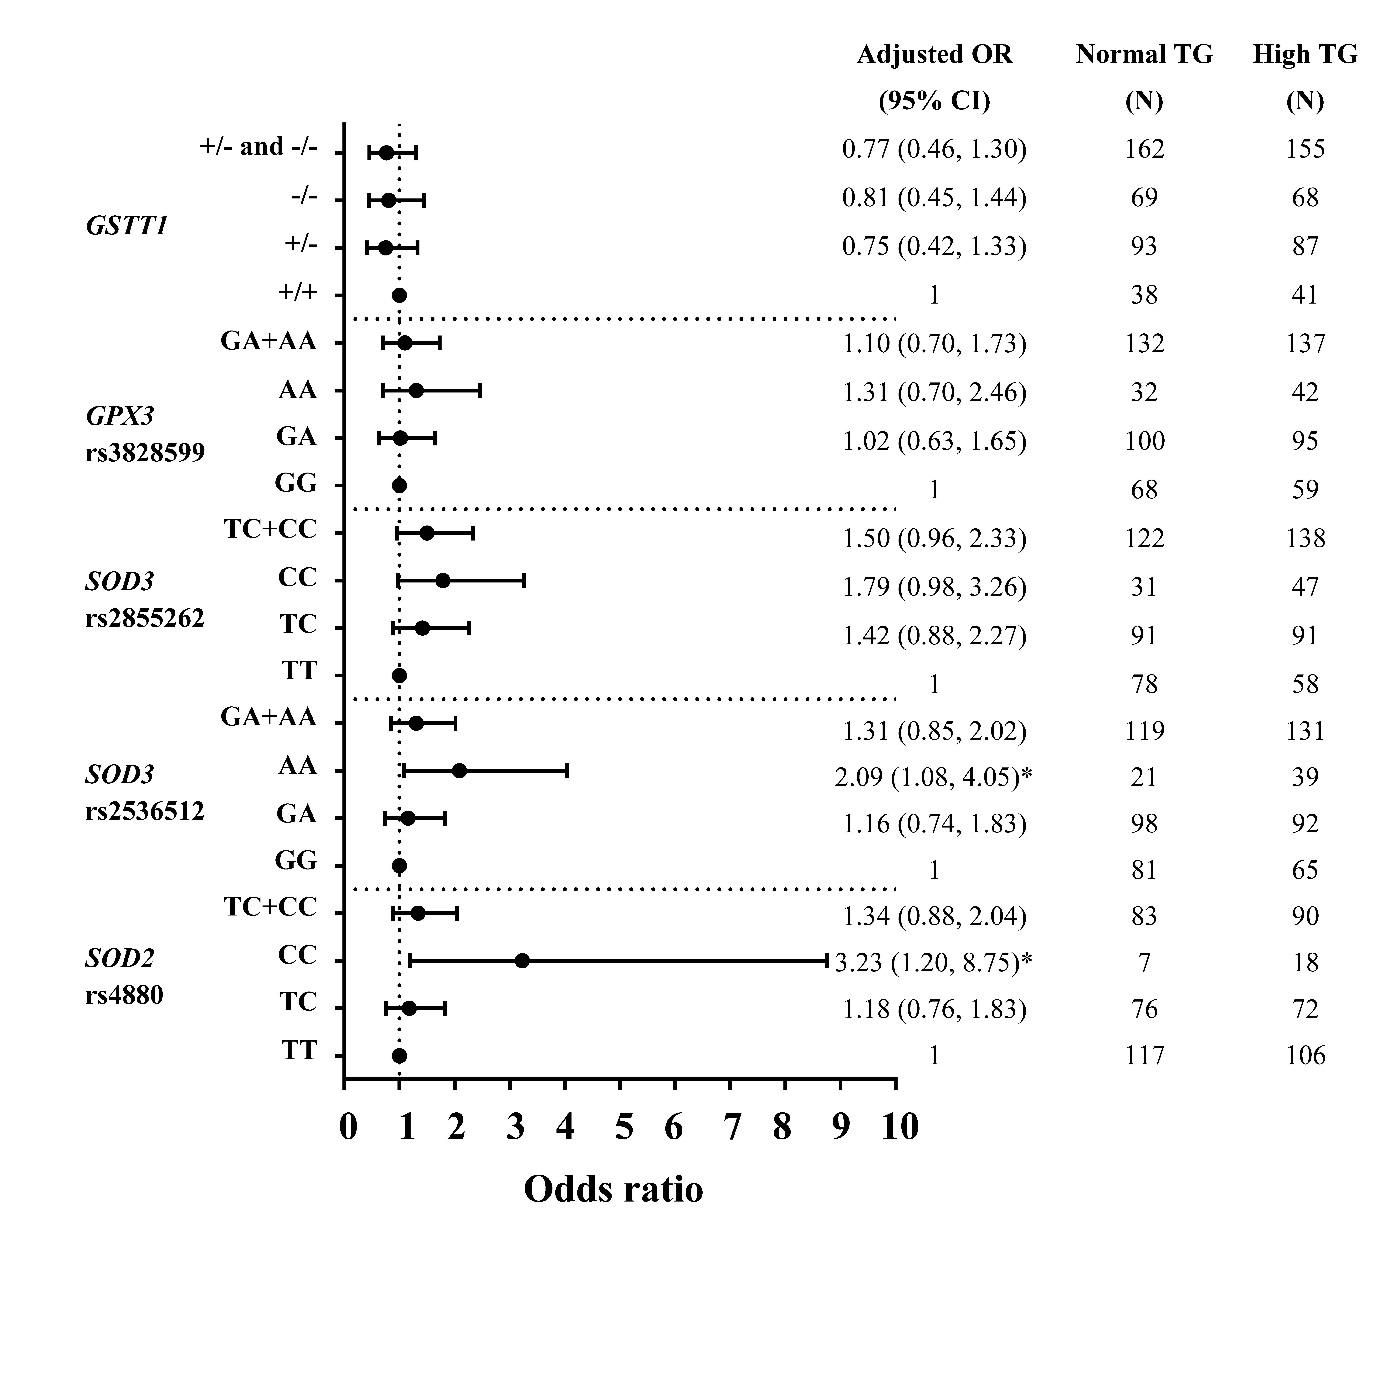 Adjusted OR Normal TG High TG
(95% CI) (N) (N)
+/- and -/- 0.77 (0.46, 1.30) 162 155
-/- 0.81 (0.45, 1.44) 69 68
GSTT1
+/- 0.75 (0.42, 1.33) 93 87
+/+ 1 38 41
GA+AA 1.10 (0.70, 1.73) 132 137
AA 1.31 (0.70, 2.46) 32 42
GPX3
GA 1.02 (0.63, 1.65) 100 95
rs3828599
GG 1 68 59
TC+CC 1.50 (0.96, 2.33) 122 138
SOD3 CC 1.79 (0.98, 3.26) 31 47
rs2855262 TC 1.42 (0.88, 2.27) 91 91
TT 1 78 58
GA+AA 1.31 (0.85, 2.02) 119 131
SOD3 AA 2.09 (1.08, 4.05)* 21 39
rs2536512 GA 1.16 (0.74, 1.83) 98 92
GG 1 81 65
TC+CC 1.34 (0.88, 2.04) 83 90
SOD2 CC 3.23 (1.20, 8.75)* 7 18
rs4880 TC 1.18 (0.76, 1.83) 76 72
TT 1 117 106
0 1 2 3 4 5 6 7 8 9 10
Odds ratio